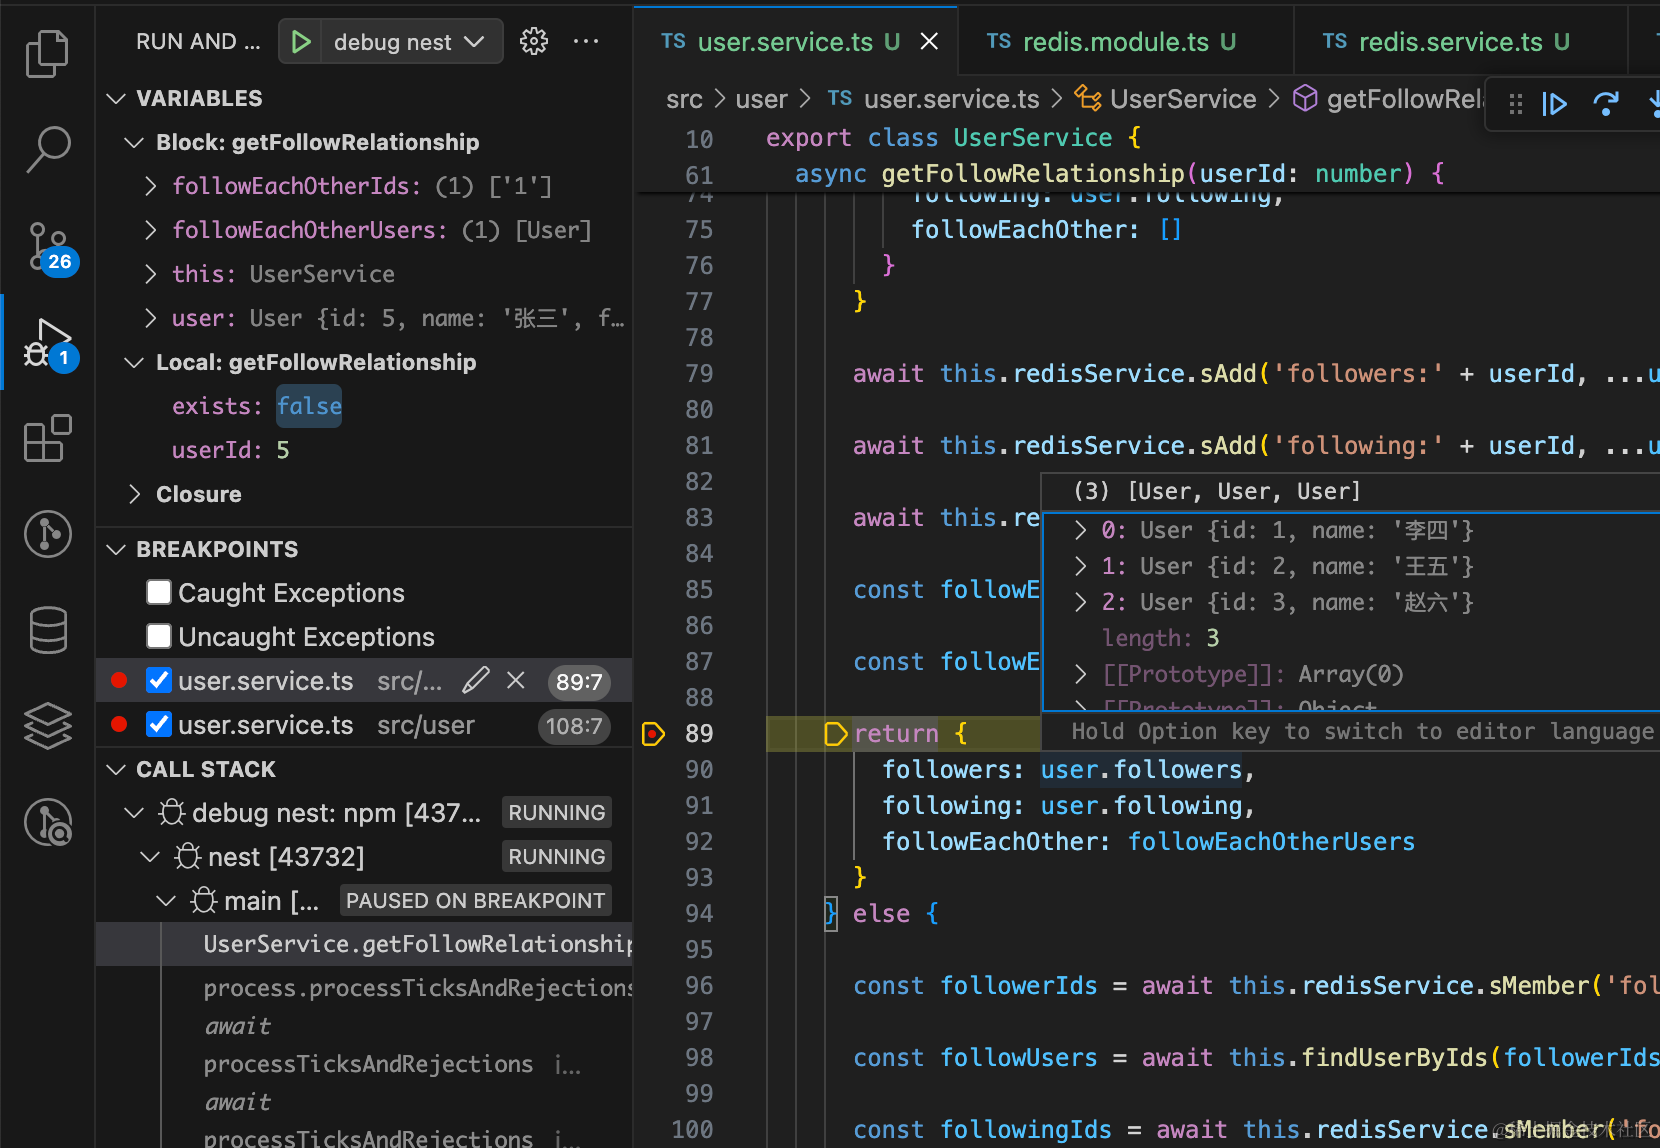 RUN AND ...
debug nest
VARIABLES
Block: getFollowRelationship
followEachOtherIds: (1) ['1']
followEachOtherUsers: (1) [User]
this: UserService
user: User {id: 5, name: '张三', f…
Local: getFollowRelationship
exists: false
userId: 5
Closure
BREAKPOINTS
Caught Exceptions
Uncaught Exceptions
user.service.ts src/... 89:7
user.service.ts src/user 108:7
CALL STACK
debug nest: npm [437... RUNNING
nest [43732] RUNNING
main [... PAUSED ON BREAKPOINT
UserService.getFollowRelationship
process.processTicksAndRejections
await
processTicksAndRejections i...
await
processTicksAndRejections i...
26
1
TS user.service.ts U
TS redis.module.ts U
TS redis.service.ts U
src > user > TS user.service.ts > UserService > getFollowRel
10 export class UserService {
61 async getFollowRelationship(userId: number) {
74 following: user.following,
75 followEachOther: []
76 }
77 }
78
79 await this.redisService.sAdd('followers:' + userId, ...u
80
81 await this.redisService.sAdd('following:' + userId, ...u
82
83 await this.re
84
85 const followE
86
87 const followE
88
89 return {
90 followers: user.followers,
91 following: user.following,
92 followEachOther: followEachOtherUsers
93 }
94 } else {
95
96 const followerIds = await this.redisService.sMember('fol
97
98 const followUsers = await this.findUserByIds(followerIds
99
100 const followingIds = await this.redisService.sMember('fo
(3) [User, User, User]
0: User {id: 1, name: '李四'}
1: User {id: 2, name: '王五'}
2: User {id: 3, name: '赵六'}
length: 3
[[Prototype]]: Array(0)
[[Prototype]]: Object
Hold Option key to switch to editor language